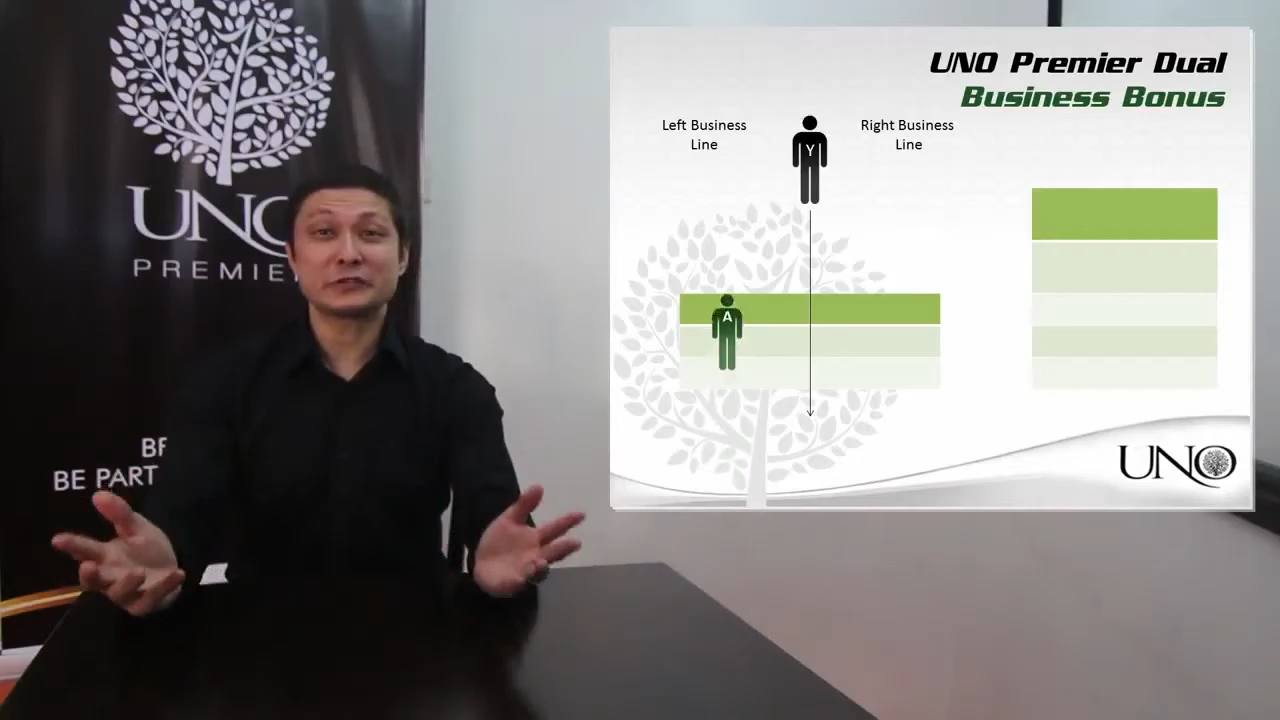 UNO
PREMIE
BE PART
UNO Premier Dual
Business Bonus
Left Business
Line
Y
Right Business
Line
A
UNO